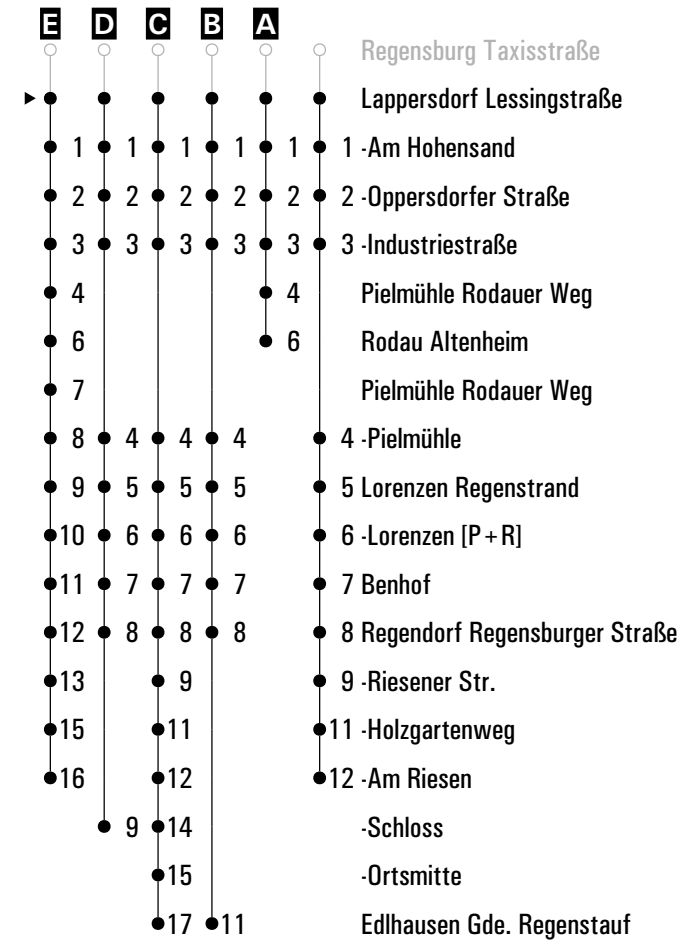 E D C B A
Regensburg Taxisstraße
Lappersdorf Lessingstraße
1 1 1 1 1 1 -Am Hohensand
2 2 2 2 2 2 -Oppersdorfer Straße
3 3 3 3 3 3 -Industriestraße
4 4 Pielmühle Rodauer Weg
6 6 Rodau Altenheim
7 Pielmühle Rodauer Weg
8 4 4 4 4 -Pielmühle
9 5 5 5 5 Lorenzen Regenstrand
10 6 6 6 6 -Lorenzen [P+R]
11 7 7 7 7 Benhof
12 8 8 8 8 Regendorf Regensburger Straße
13 9 9 -Riesener Str.
15 11 11 -Holzgartenweg
16 12 12 -Am Riesen
9 14 -Schloss
15 -Ortsmitte
17 11 Edlhausen Gde. Regenstauf